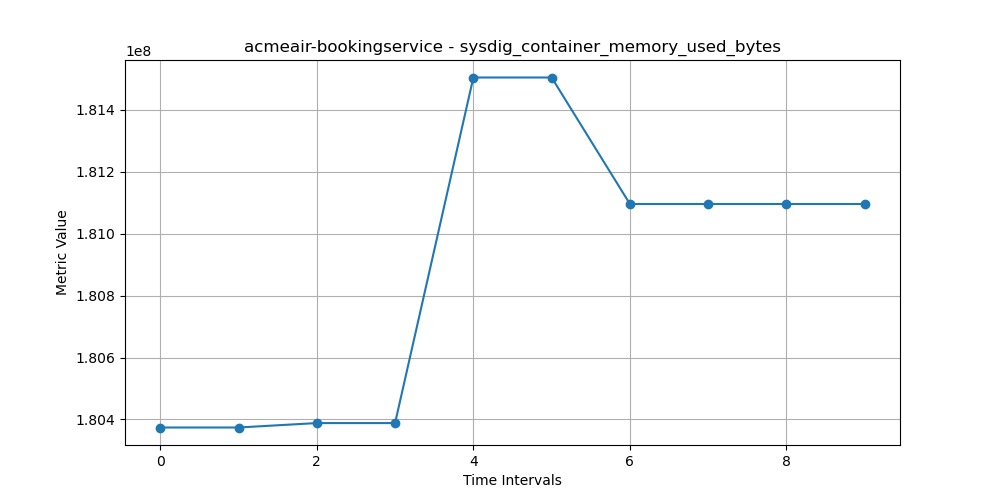 acmeair-bookingservice - sysdig_container_memory_used_bytes
1e8
1.814
1.812
1.810
1.808
1.806
1.804
Metric Value
0 2 4 6 8
Time Intervals